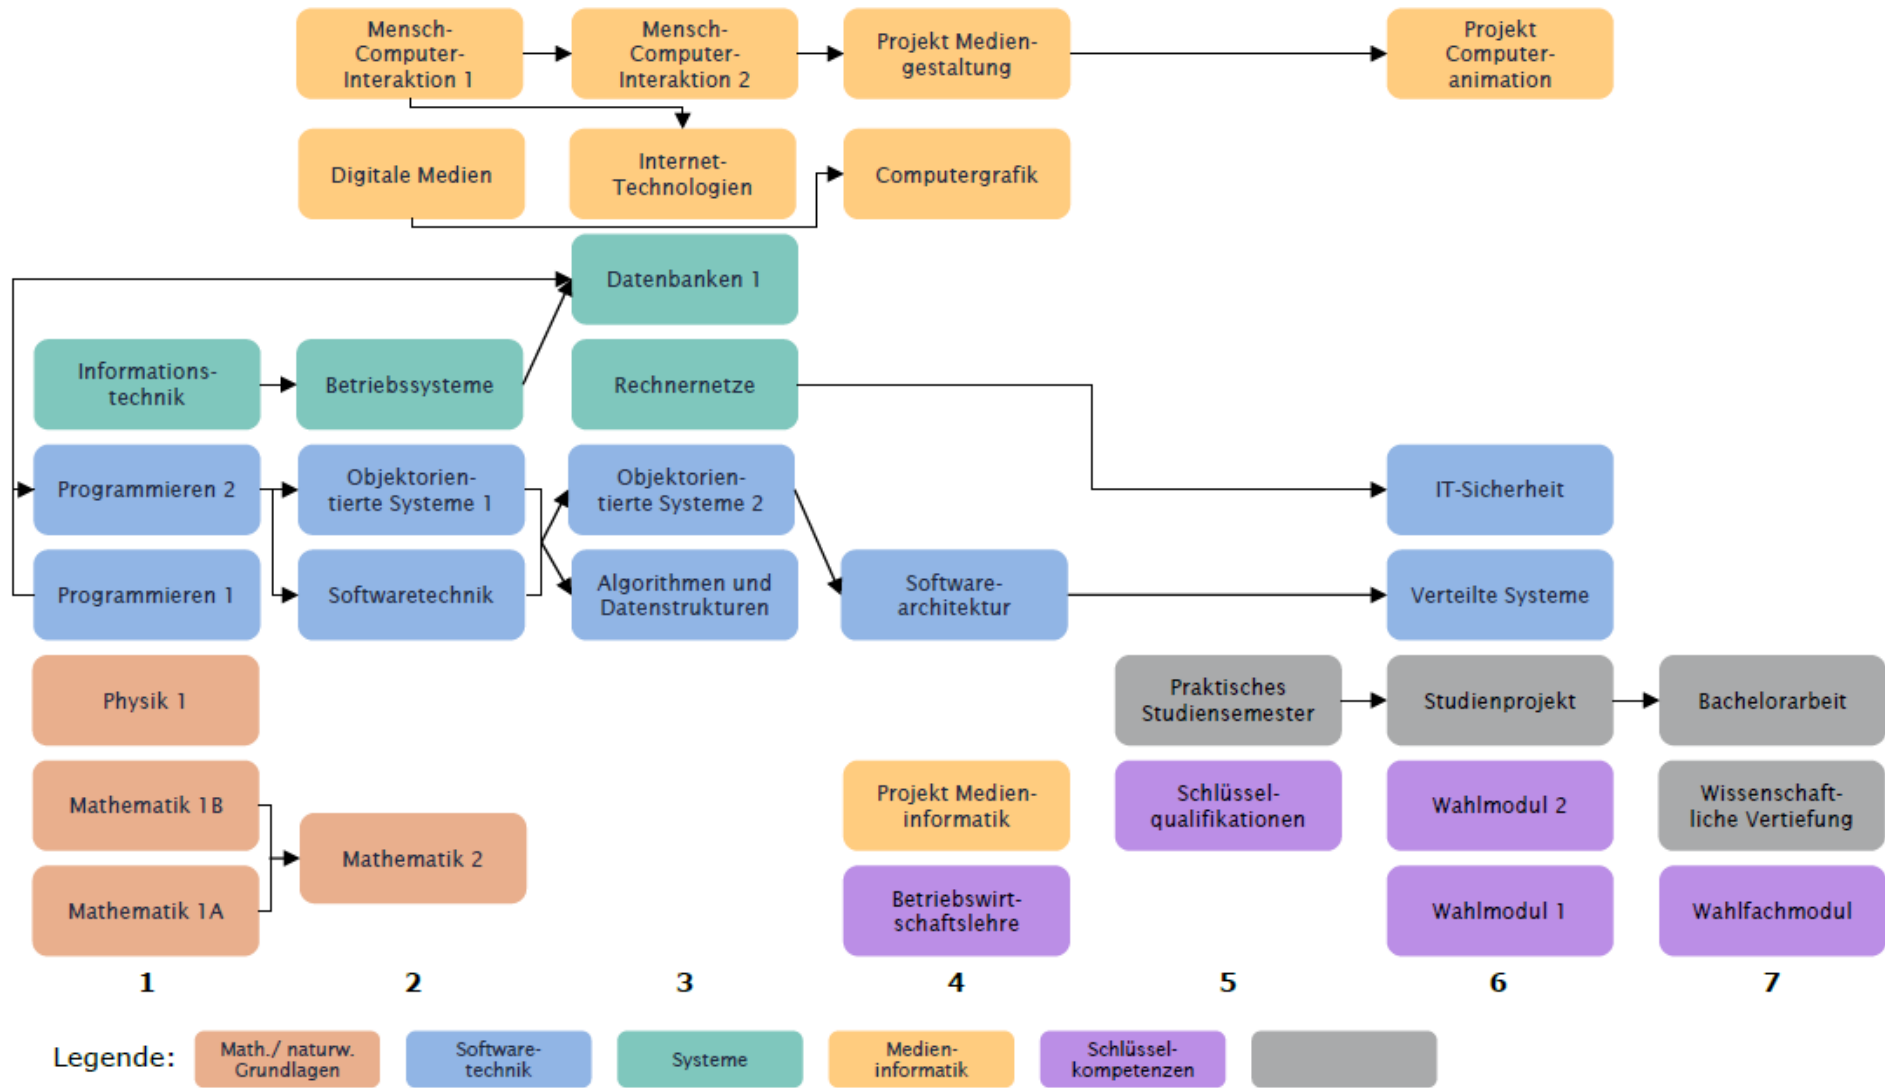 Mensch-
Computer-
Interaktion 1
Mensch-
Computer-
Interaktion 2
Projekt Medien-
gestaltung
Projekt
Computer-
animation
Digitale Medien
Internet-
Technologien
Computergrafik
Datenbanken 1
Informations-
technik
Betriebssysteme
Rechnernetze
Programmieren 2
Objektorien-
tierte Systeme 1
Objektorien-
tierte Systeme 2
IT-Sicherheit
Programmieren 1
Softwaretechnik
Algorithmen und
Datenstrukturen
Software-
architektur
Verteilte Systeme
Physik 1
Praktisches
Studiensemester
Studienprojekt
Bachelorarbeit
Mathematik 1B
Mathematik 2
Projekt Medien-
informatik
Schlüssel-
qualifikationen
Wahlmodul 2
Wissenschaft-
liche Vertiefung
Mathematik 1A
Betriebswirt-
schaftslehre
Wahlmodul 1
Wahlfachmodul
1 2 3 4 5 6 7
Legende:
Math./ naturw.
Grundlagen
Software-
technik
Systeme
Medien-
informatik
Schlüssel-
kompetenzen